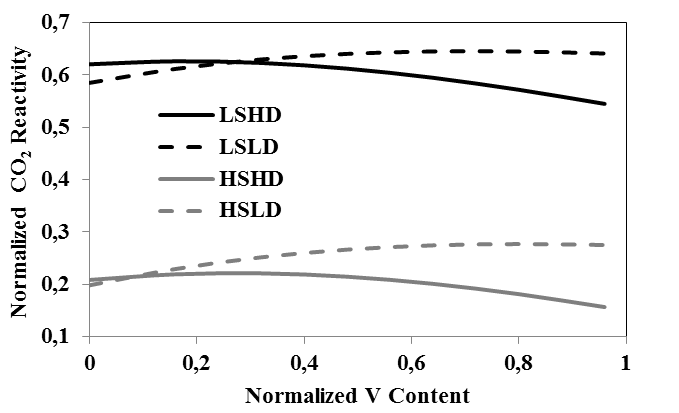 0,7
0,6
0,5
0,4
0,3
0,2
0,1
Normalized CO₂ Reactivity
LSHD
LSLD
HSHD
HSLD
0 0,2 0,4 0,6 0,8 1
Normalized V Content